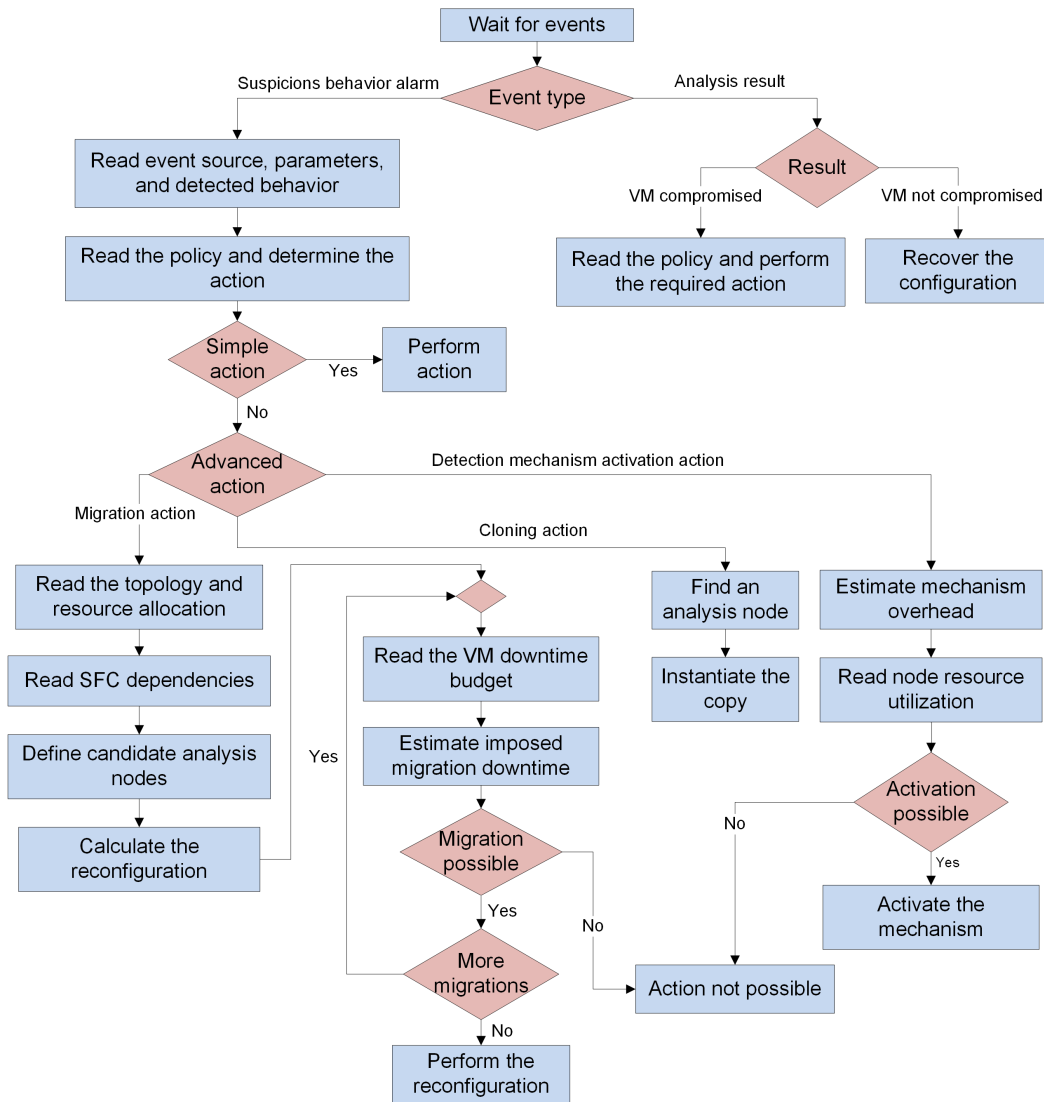 Wait for events
Suspicions behavior alarm
Event type
Analysis result
Read event source, parameters,
and detected behavior
Result
VM compromised
VM not compromised
Read the policy and determine the
action
Read the policy and perform
the required action
Recover the
configuration
Simple
action
Yes
Perform
action
No
Advanced
action
Detection mechanism activation action
Migration action
Cloning action
Read the topology and
resource allocation
Find an
analysis node
Estimate mechanism
overhead
Read the VM downtime
budget
Read SFC dependencies
Instantiate the
copy
Read node resource
utilization
Define candidate analysis
nodes
Yes
Estimate imposed
migration downtime
Activation
possible
No
Calculate the
reconfiguration
Migration
possible
Yes
Yes
No
Activate the
mechanism
More
migrations
Action not possible
No
Perform the
reconfiguration